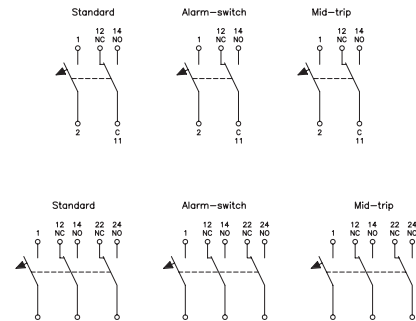 Standard Alarm-switch Mid-trip
12 14 12 14 12 14
1 NC NO 1 NC NO 1 NC NO
2 C 2 C 2 C
11 11 11
Standard Alarm-switch Mid-trip
12 14 22 24 12 14 22 24 12 14 22 24
1 NC NO NC NO 1 NC NO NC NO 1 NC NO NC NO